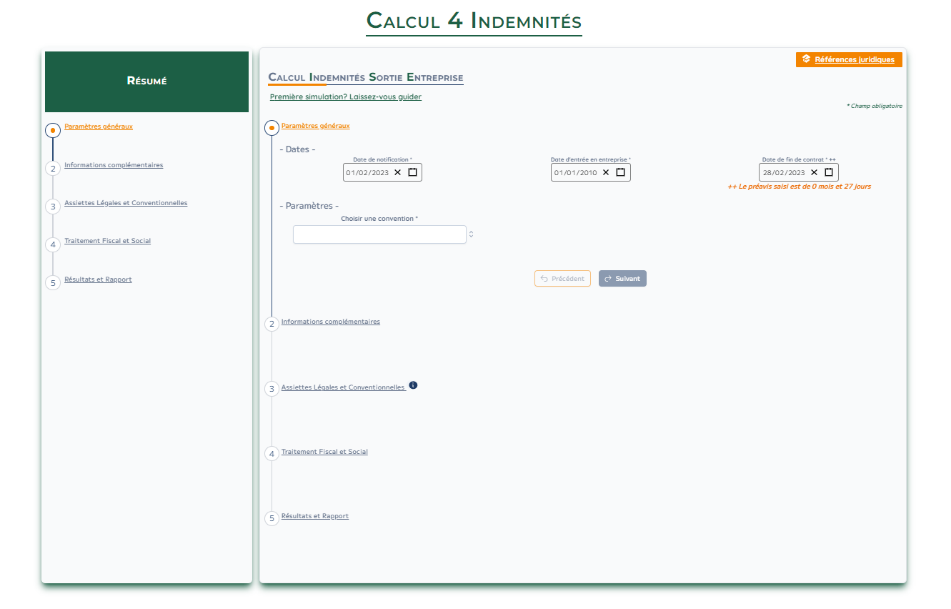 Calcul 4 Indemnités
Résumé
Paramètres généraux
2 Informations complémentaires
3 Assiettes Légales et Conventionnelles
4 Traitement Fiscal et Social
5 Résultats et Rapport
Références juridiques
Calcul Indemnités Sortie Entreprise
Première simulation? Laissez-vous guider
* Champ obligatoire
Paramètres généraux
- Dates -
Date de notification * Date d'entrée en entreprise * Date de fin de contrat * ++
01/02/2023 01/01/2010 28/02/2023
++ Le préavis saisi est de 0 mois et 27 jours
- Paramètres -
Choisir une convention *
Précédent Suivant
2 Informations complémentaires
3 Assiettes Légales et Conventionnelles
4 Traitement Fiscal et Social
5 Résultats et Rapport